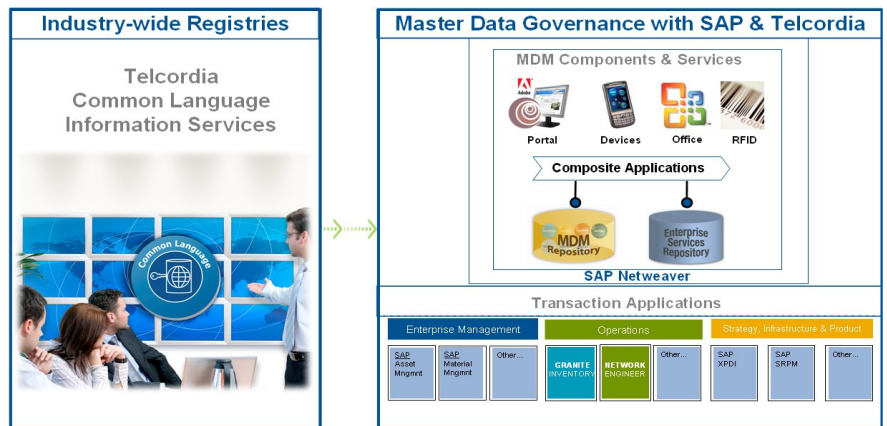 Industry-wide Registries
Telcordia
Common Language
Information Services
Common Language
Master Data Governance with SAP & Telcordia
MDM Components & Services
Adobe
Portal
Devices
Office
RFID
Composite Applications
MDM
Repository
Enterprise
Services
Repository
SAP Netweaver
Transaction Applications
Enterprise Management
Operations
Strategy, Infrastructure & Product
SAP
Asset
Mngmnt
SAP
Material
Mngmnt
Other...
GRANITE
INVENTORY
NETWORK
ENGINEER
Other...
SAP
XPDI
SAP
SRPM
Other...